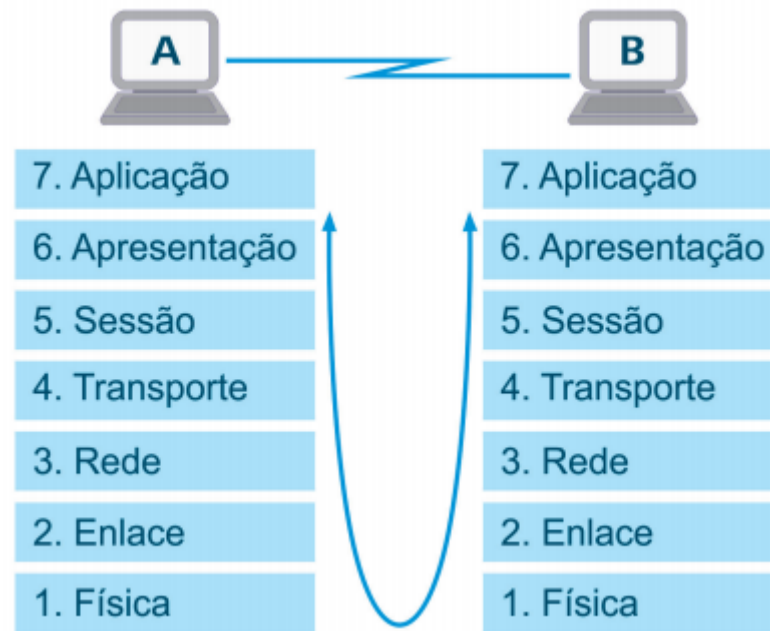 A
B
7. Aplicação
6. Apresentação
5. Sessão
4. Transporte
3. Rede
2. Enlace
1. Física
7. Aplicação
6. Apresentação
5. Sessão
4. Transporte
3. Rede
2. Enlace
1. Física